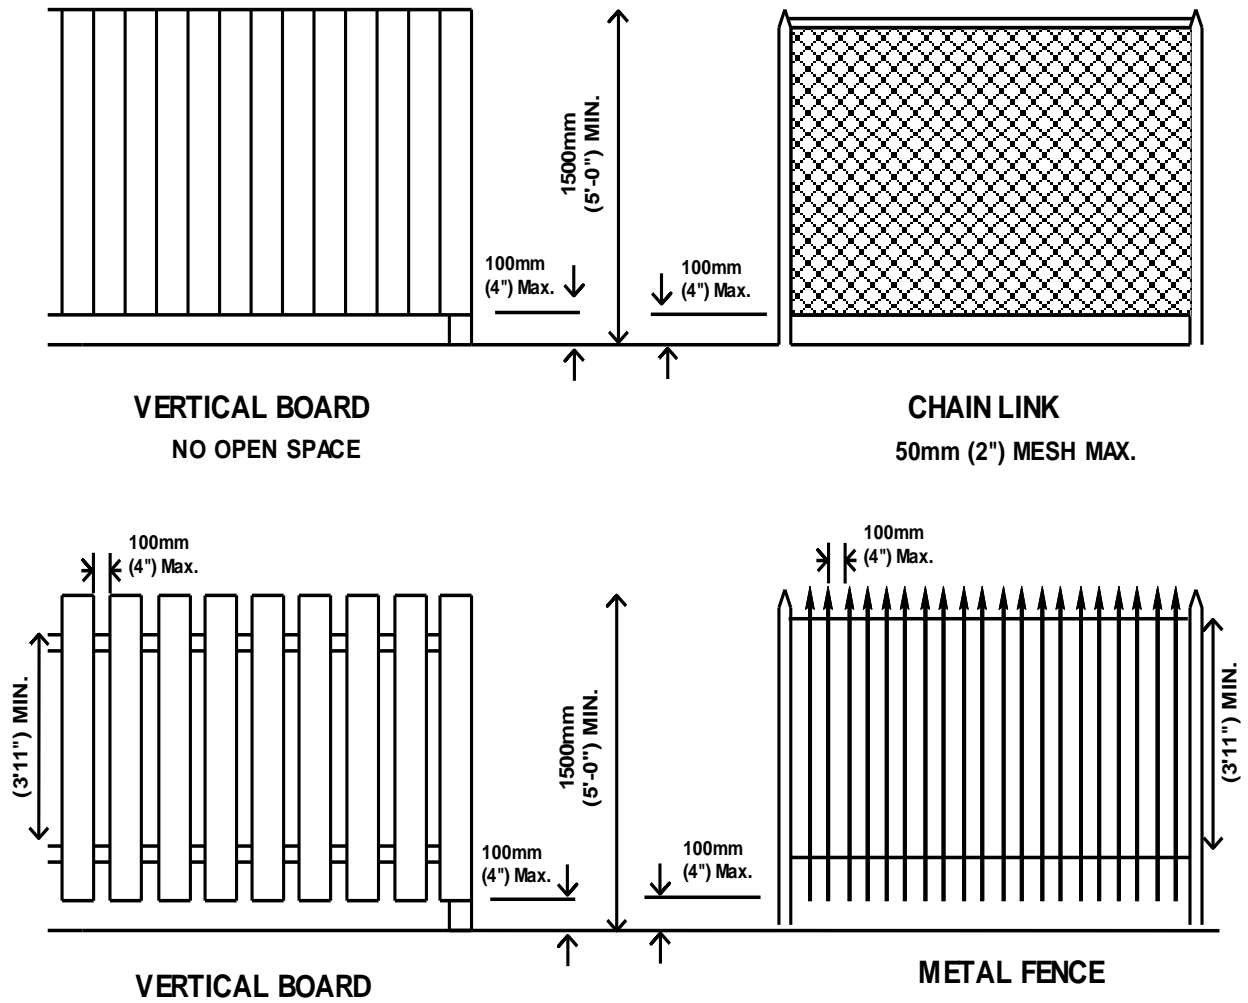 1500mm
(5'-0") MIN.
100mm
(4") Max.
100mm
(4") Max.
VERTICAL BOARD
NO OPEN SPACE
CHAIN LINK
50mm (2") MESH MAX.
100mm
(4") Max.
100mm
(4") Max.
(3'11") MIN.
1500mm
(5'-0") MIN.
(3'11") MIN.
100mm
(4") Max.
100mm
(4") Max.
VERTICAL BOARD
METAL FENCE